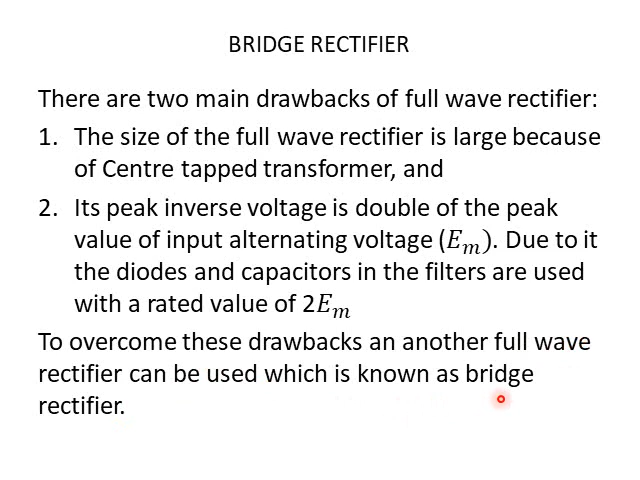 BRIDGE RECTIFIER
There are two main drawbacks of full wave rectifier:
1. The size of the full wave rectifier is large because
of Centre tapped transformer, and
2. Its peak inverse voltage is double of the peak
value of input alternating voltage (𝐸ₘ). Due to it
the diodes and capacitors in the filters are used
with a rated value of 2𝐸ₘ
To overcome these drawbacks an another full wave
rectifier can be used which is known as bridge
rectifier.